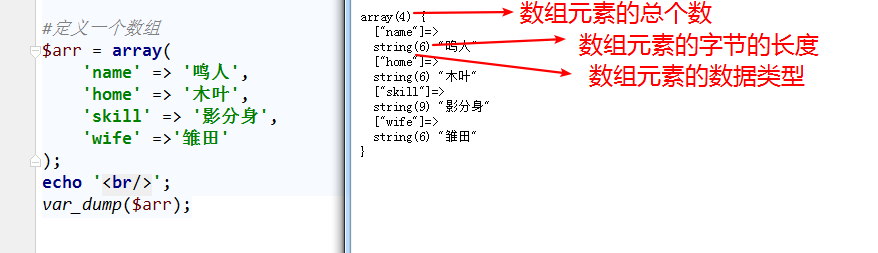 #定义一个数组
$arr = array(
'name' => '鸣人',
'home' => '木叶',
'skill' => '影分身',
'wife' =>'雏田'
);
echo '<br/>';
var_dump($arr);
array(4) {
["name"]=>
string(6) "鸣人"
["home"]=>
string(6) "木叶"
["skill"]=>
string(9) "影分身"
["wife"]=>
string(6) "雏田"
}
数组元素的总个数
数组元素的字节的长度
数组元素的数据类型